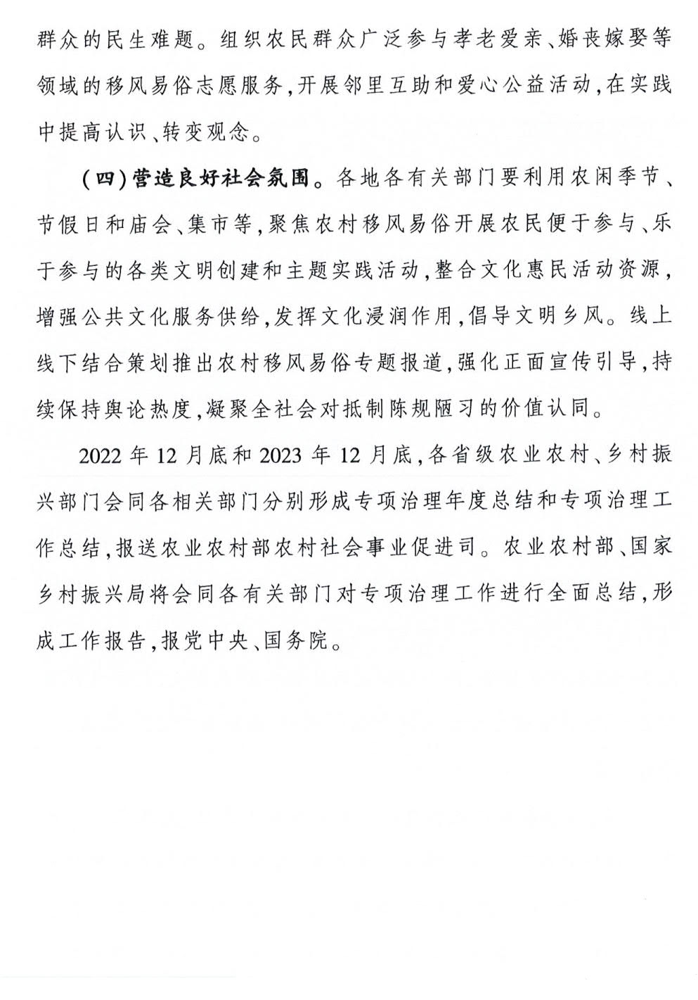 群众的民生难题。组织农民群众广泛参与孝老爱亲、婚丧嫁娶等
领域的移风易俗志愿服务,开展邻里互助和爱心公益活动,在实践
中提高认识、转变观念。
(四)营造良好社会氛围。各地各有关部门要利用农闲季节、
节假日和庙会、集市等,聚焦农村移风易俗开展农民便于参与、乐
于参与的各类文明创建和主题实践活动,整合文化惠民活动资源,
增强公共文化服务供给,发挥文化浸润作用,倡导文明乡风。线上
线下结合策划推出农村移风易俗专题报道,强化正面宣传引导,持
续保持舆论热度,凝聚全社会对抵制陈规陋习的价值认同。
2022 年 12 月底和 2023 年 12 月底,各省级农业农村、乡村振
兴部门会同各相关部门分别形成专项治理年度总结和专项治理工
作总结,报送农业农村部农村社会事业促进司。农业农村部、国家
乡村振兴局将会同各有关部门对专项治理工作进行全面总结,形
成工作报告,报党中央、国务院。